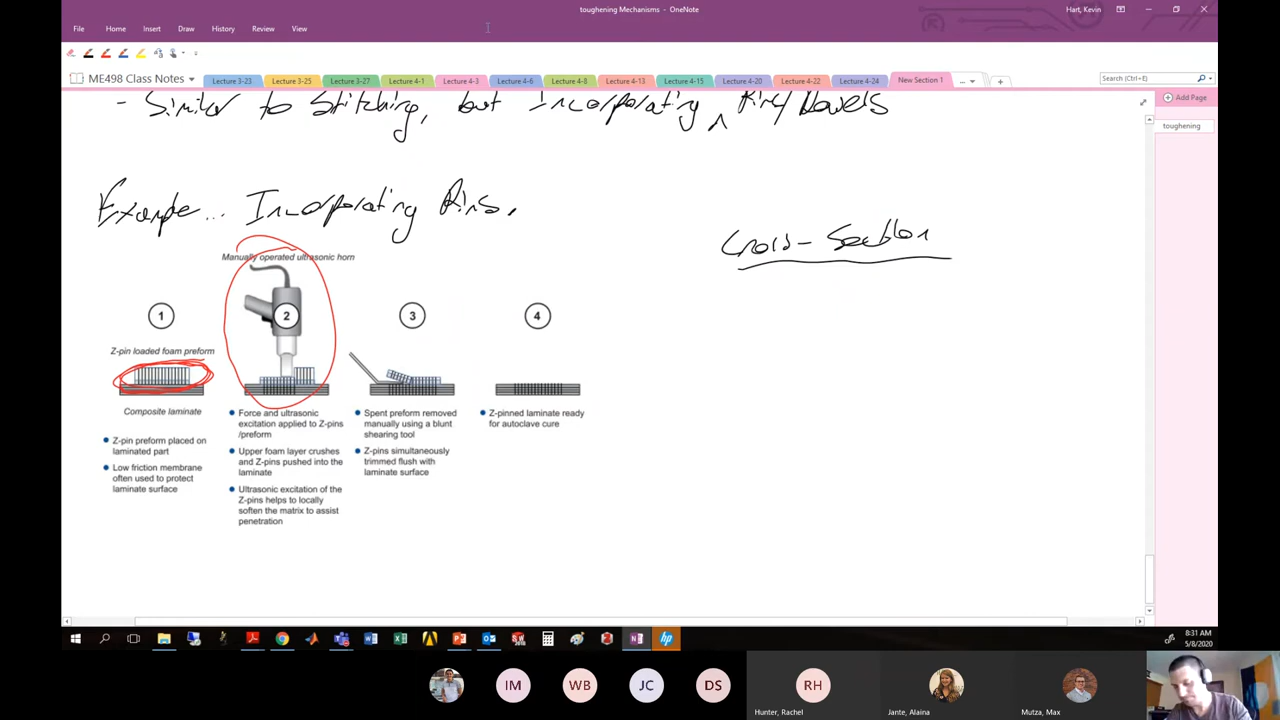 toughening Mechanisms - OneNote
Hart, Kevin
File Home Insert Draw History Review View
ME498 Class Notes
Lecture 3-23 Lecture 3-25 Lecture 3-27 Lecture 4-1 Lecture 4-3 Lecture 4-6 Lecture 4-8 Lecture 4-13 Lecture 4-15 Lecture 4-20 Lecture 4-22 Lecture 4-24 New Section 1 ...
Search (Ctrl+E)
Add Page
toughening
- Similar to Stitching, but Incorporating Pins/Dowels
Example... Incorporating Pins.
Cross-Section
Manually operated ultrasonic horn
1 2 3 4
Z-pin loaded foam preform
Composite laminate
• Z-pin preform placed on
laminated part
• Low friction membrane
often used to protect
laminate surface
• Force and ultrasonic
excitation applied to Z-pins
/preform
• Upper foam layer crushes
and Z-pins pushed into the
laminate
• Ultrasonic excitation of the
Z-pins helps to locally
soften the matrix to assist
penetration
• Spent preform removed
manually using a blunt
shearing tool
• Z-pins simultaneously
trimmed flush with
laminate surface
• Z-pinned laminate ready
for autoclave cure
8:31 AM
5/8/2020
IM WB JC DS RH
Hunter, Rachel
Jante, Alaina
Mutza, Max